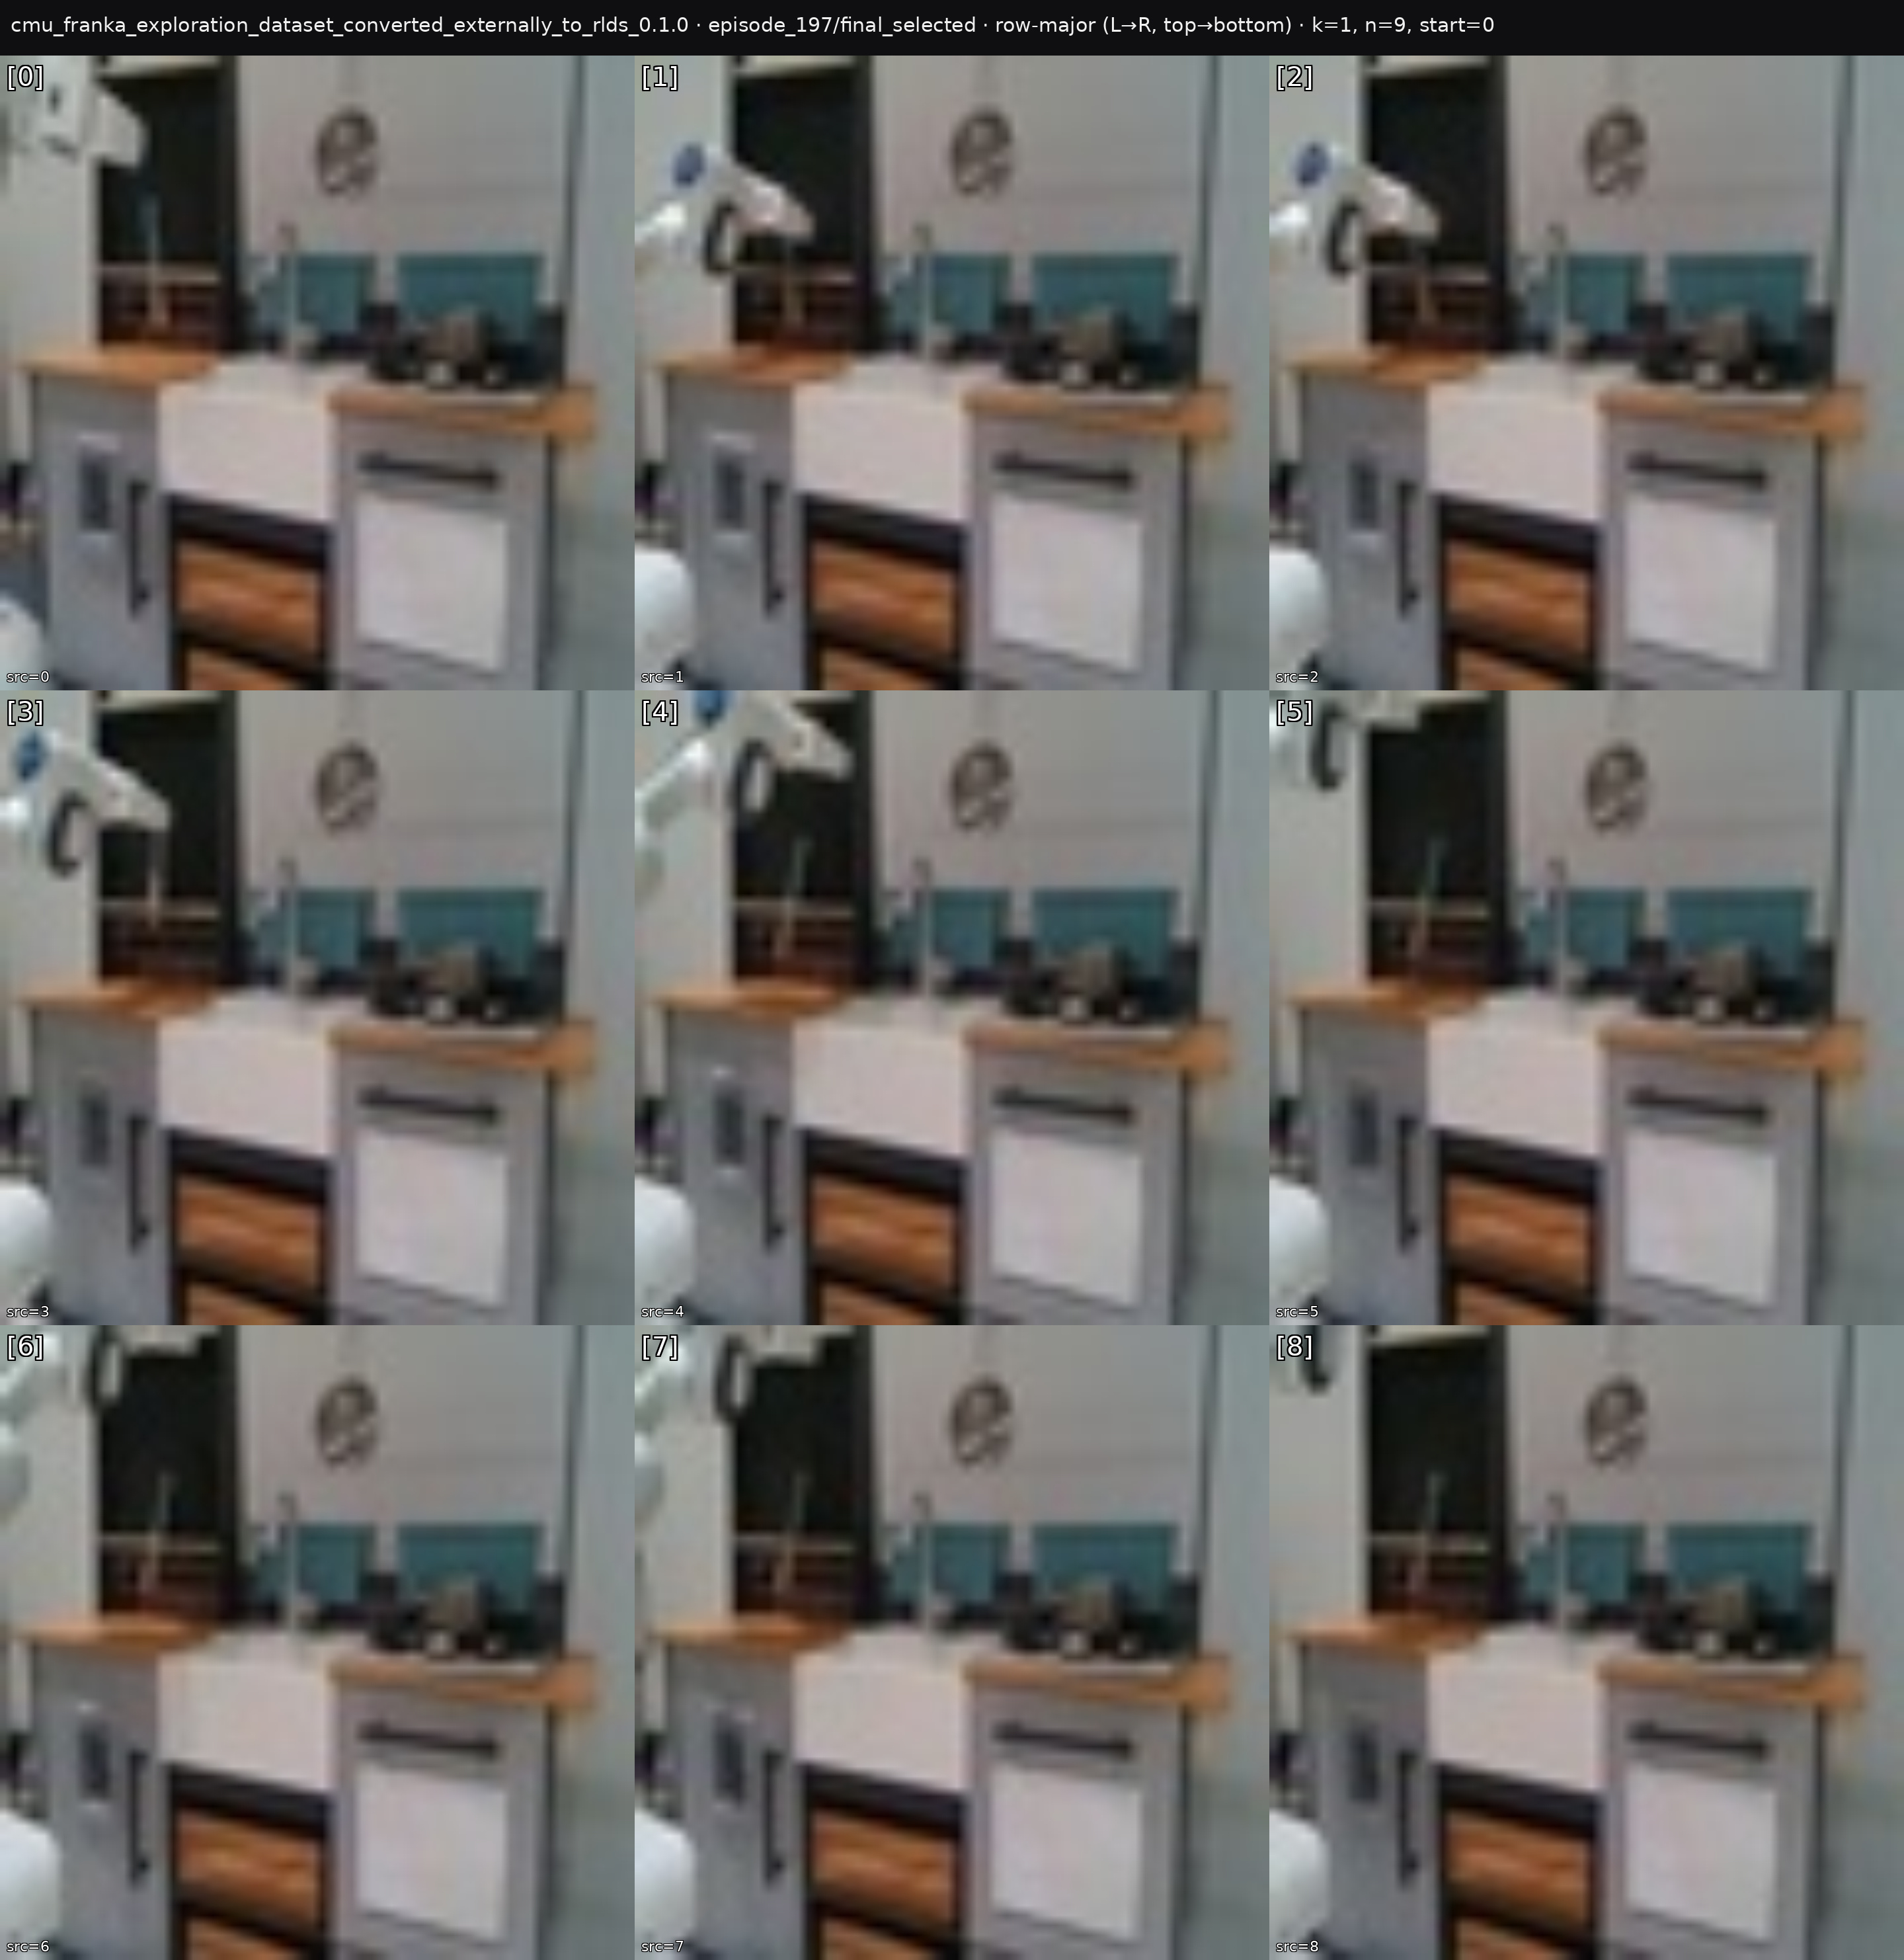 cmu_franka_exploration_dataset_converted_externally_to_rlds_0.1.0 · episode_197/final_selected · row-major (L→R, top→bottom) · k=1, n=9, start=0
[0]
[1]
[2]
src=0
src=1
src=2
[3]
[4]
[5]
src=3
src=4
src=5
[6]
[7]
[8]
src=6
src=7
src=8